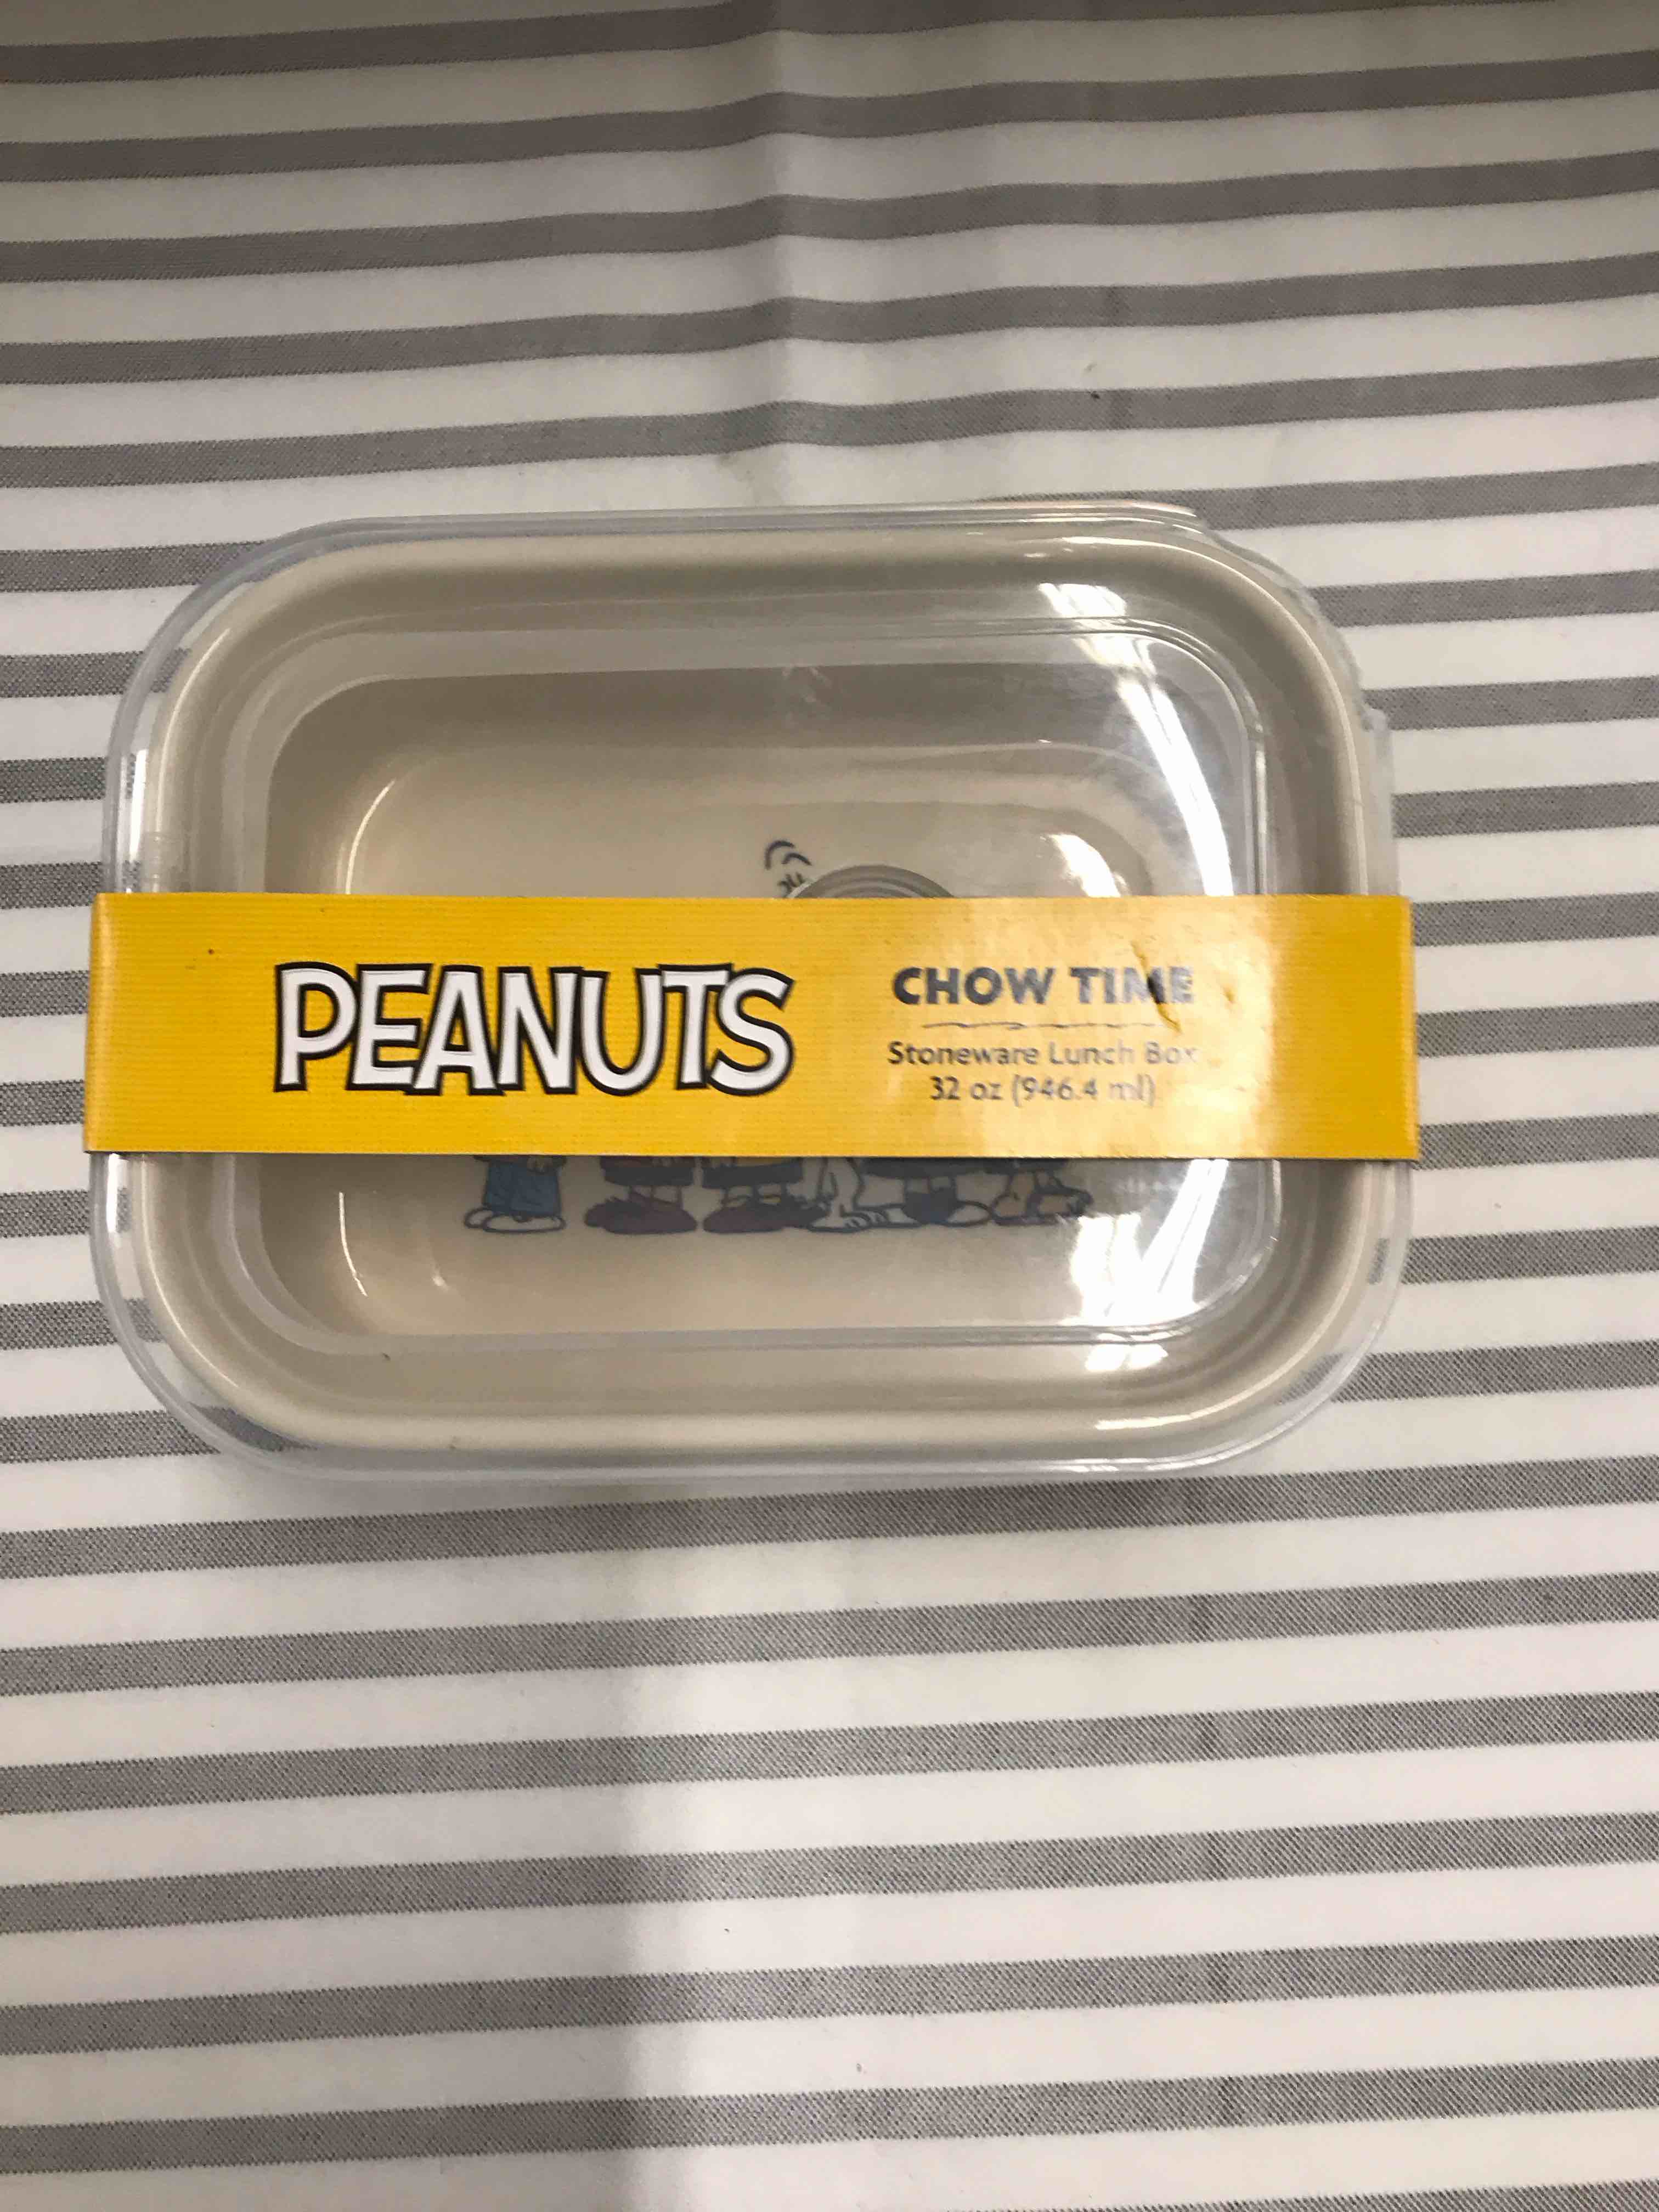 PEANUTS
CHOW TIME
Stoneware Lunch Box
32 oz (946.4 ml)